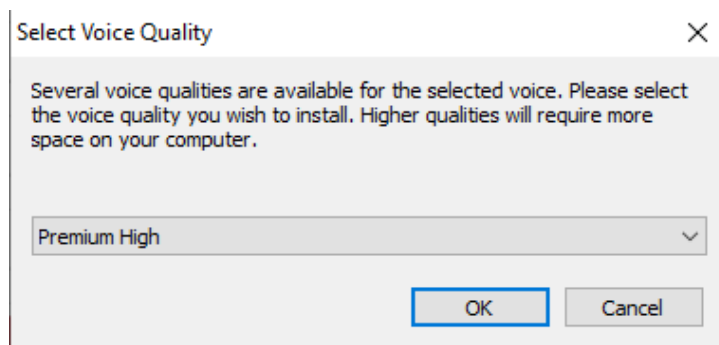 Select Voice Quality
Several voice qualities are available for the selected voice. Please select
the voice quality you wish to install. Higher qualities will require more
space on your computer.
Premium High
OK Cancel